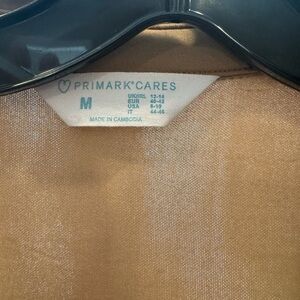 PRIMARK®CARES
M
UK/IRL 12-14
EUR 40-42
USA 8-10
IT 44-46
MADE IN CAMBODIA